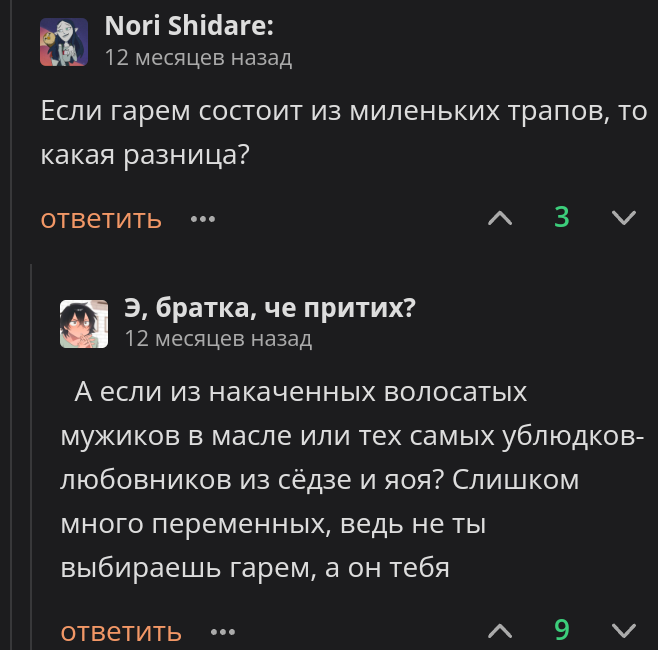 Nori Shidare:
12 месяцев назад
Если гарем состоит из миленьких трапов, то
какая разница?
ответить ••• 3
Э, братка, че притих?
12 месяцев назад
А если из накаченных волосатых
мужиков в масле или тех самых ублюдков-
любовников из сёдзе и яоя? Слишком
много переменных, ведь не ты
выбираешь гарем, а он тебя
ответить ••• 9